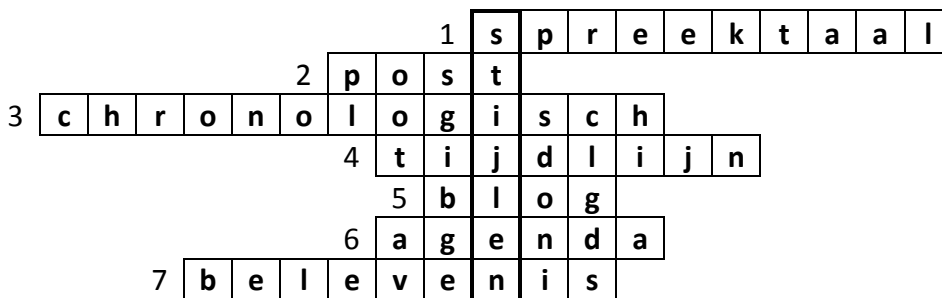 1 spreektaal
2 post
3 chronologisch
4 tijdlijn
5 blog
6 agenda
7 belevenis